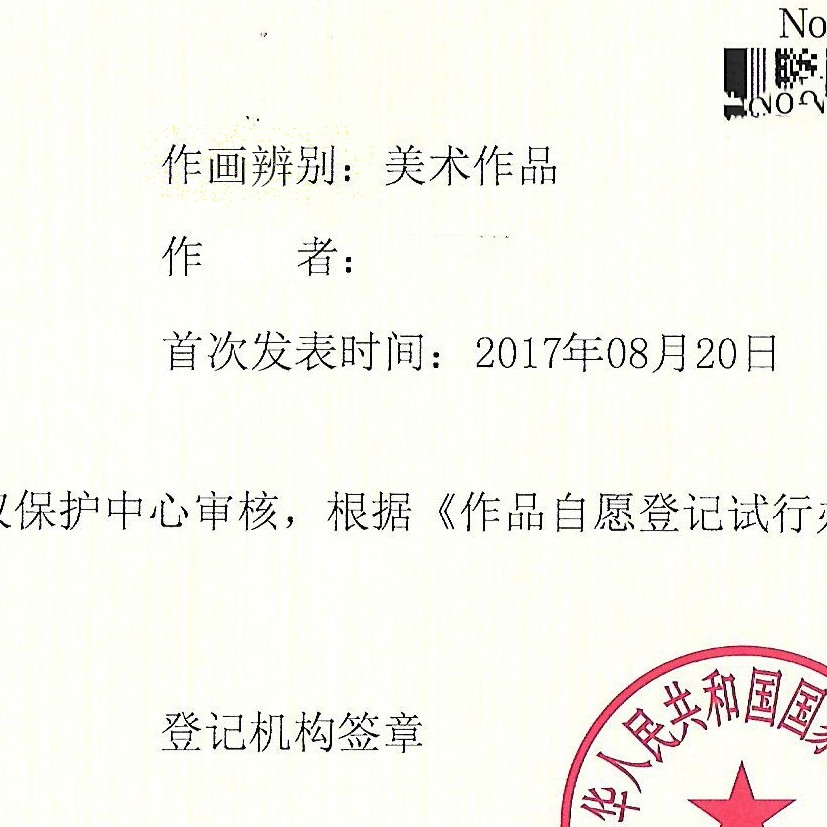 No
作画辨别：美术作品
作　　者：
首次发表时间：2017年08月20日
保护中心审核，根据《作品自愿登记试行
登记机构签章
华人民共和国国